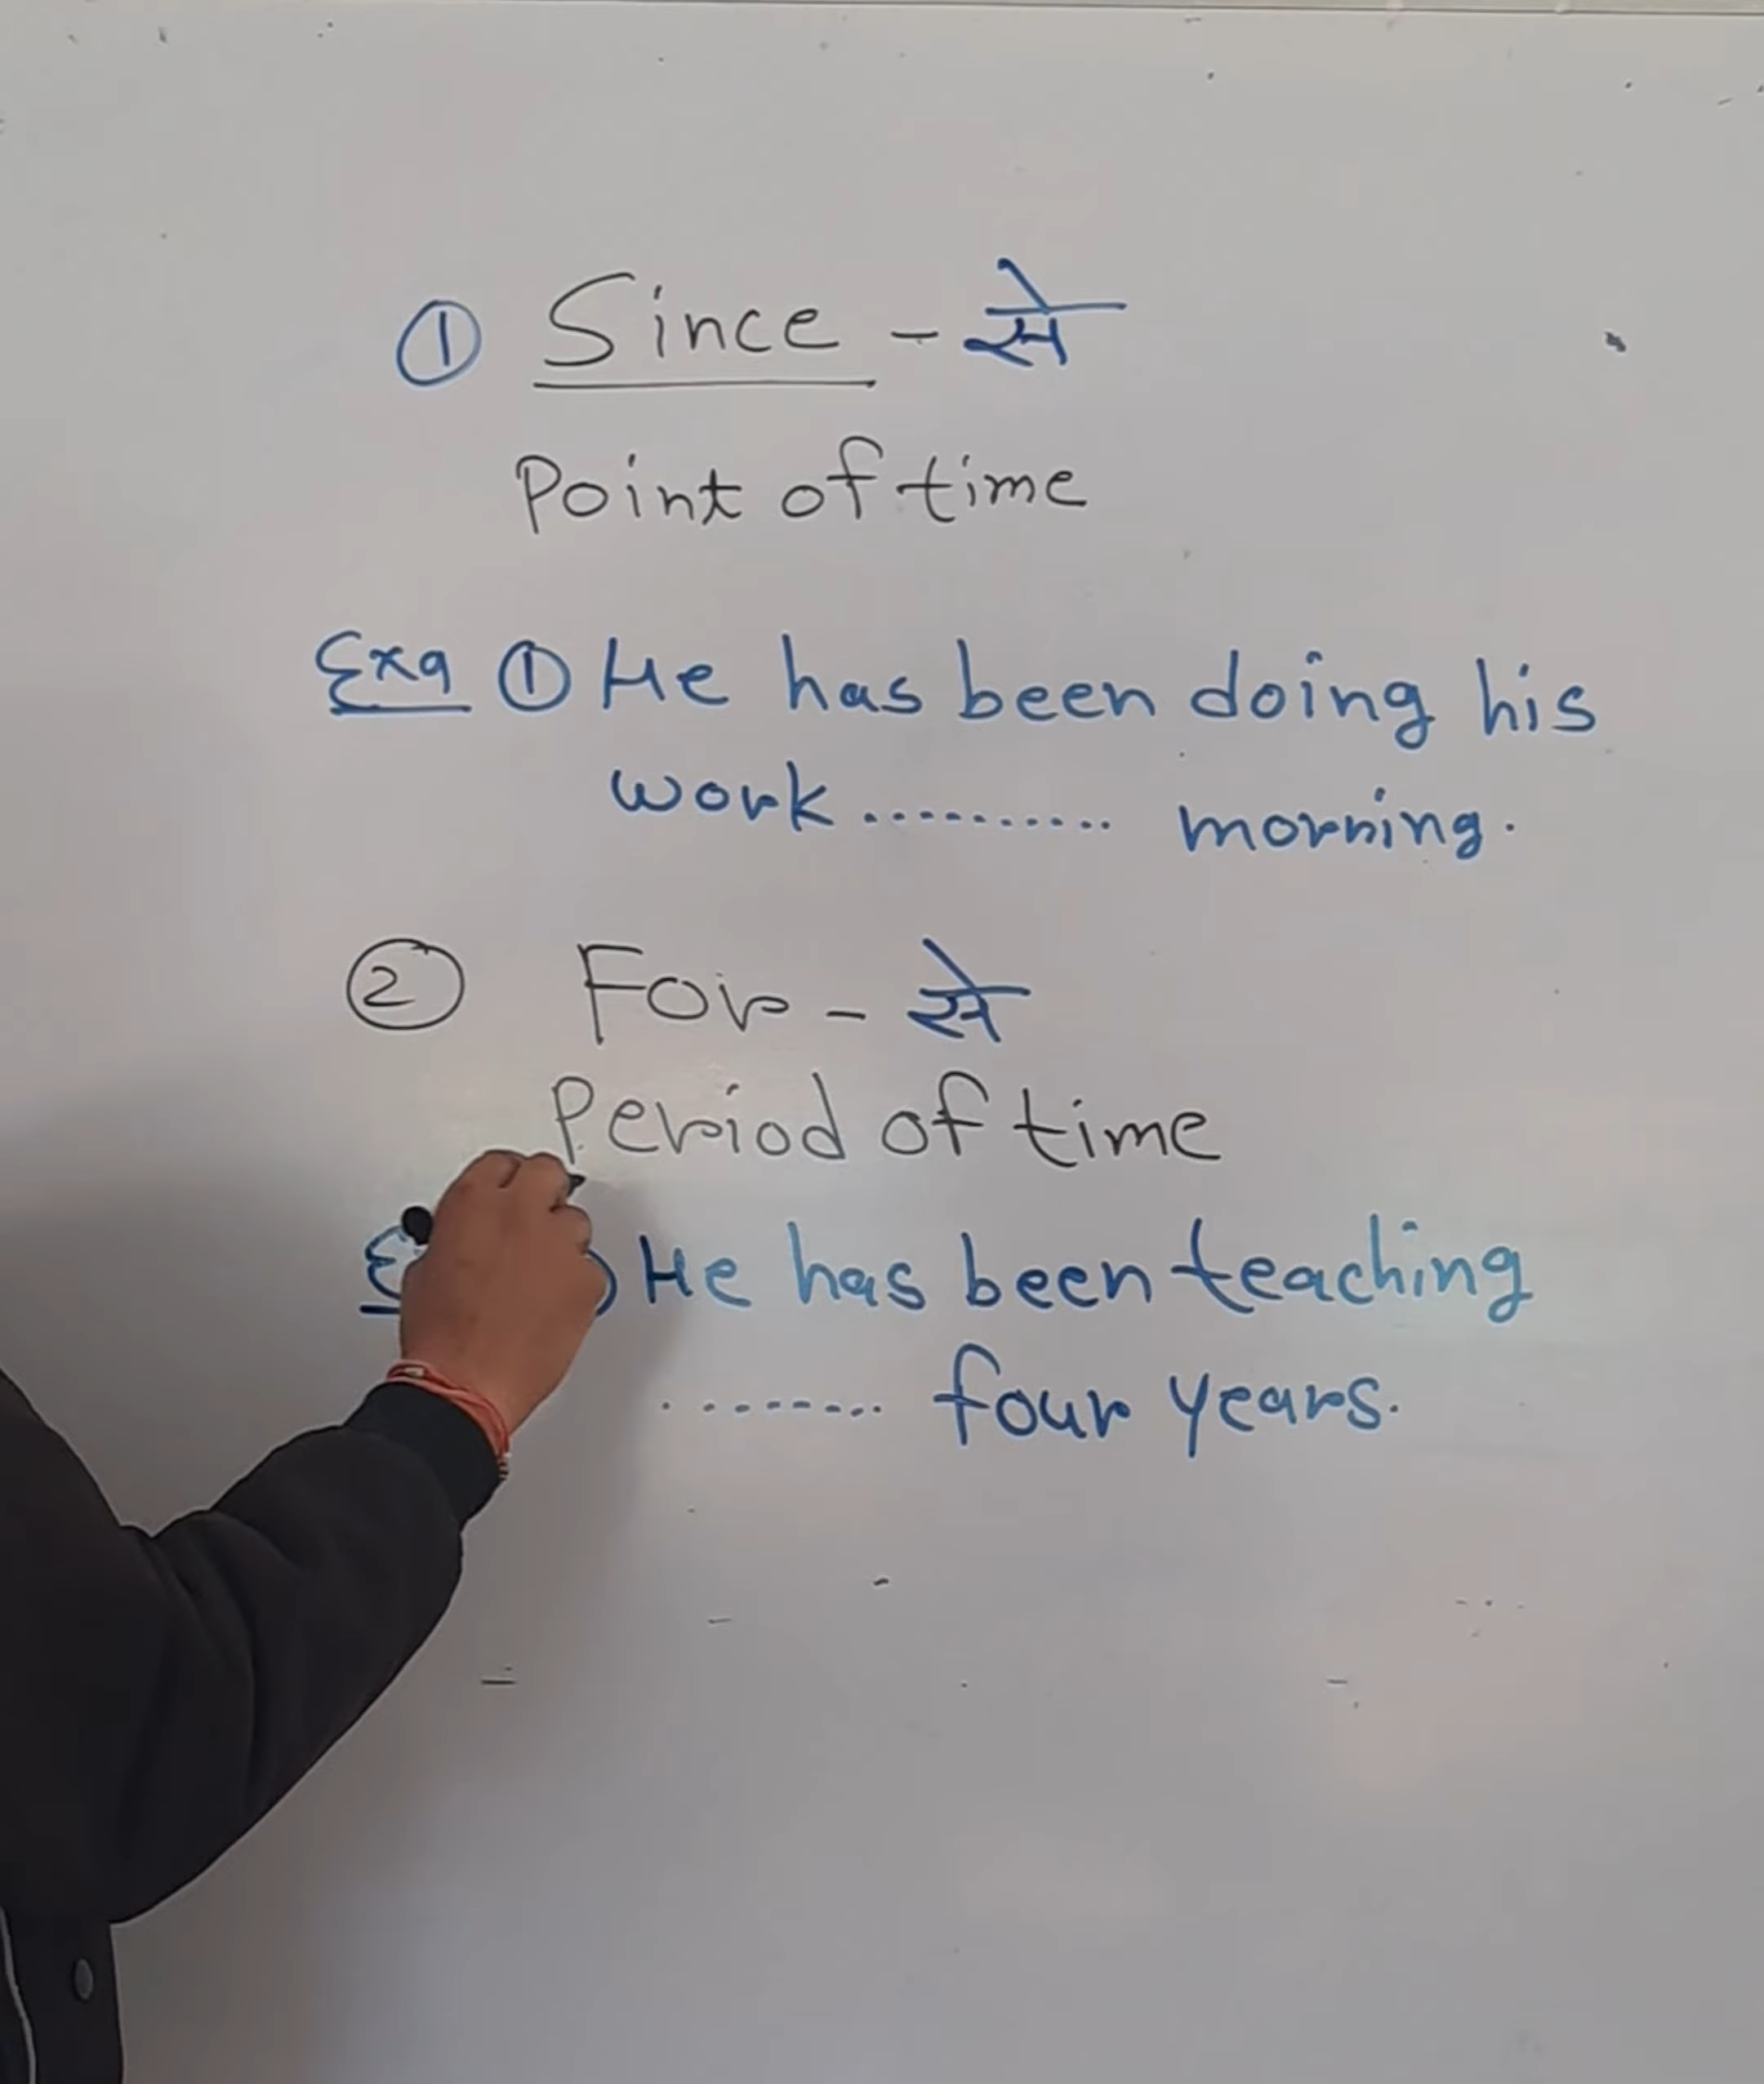 ① Since - से
Point of time
Exa ① He has been doing his
work .......... morning.
② For - से
Period of time
He has been teaching
........ four years.